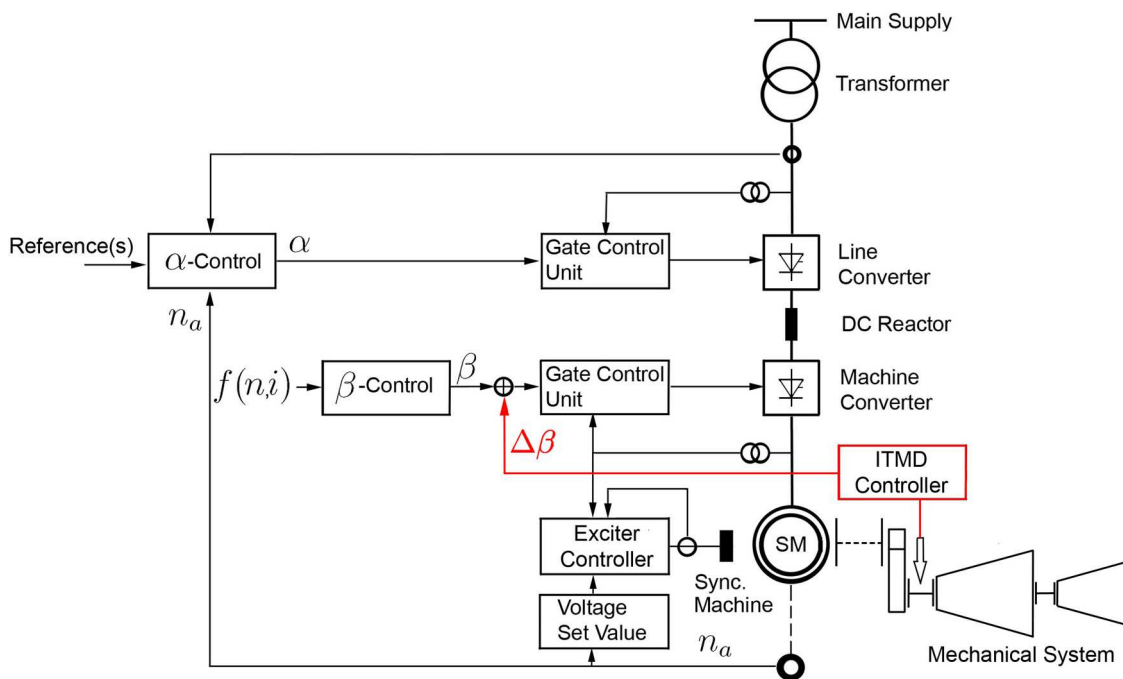 Main Supply
Transformer
Reference(s)
α-Control
α
Gate Control
Unit
Line
Converter
n_a
DC Reactor
f(n,i)
β-Control
β
Gate Control
Unit
Machine
Converter
Δβ
ITMD
Controller
Exciter
Controller
SM
Sync.
Machine
Voltage
Set Value
n_a
Mechanical System